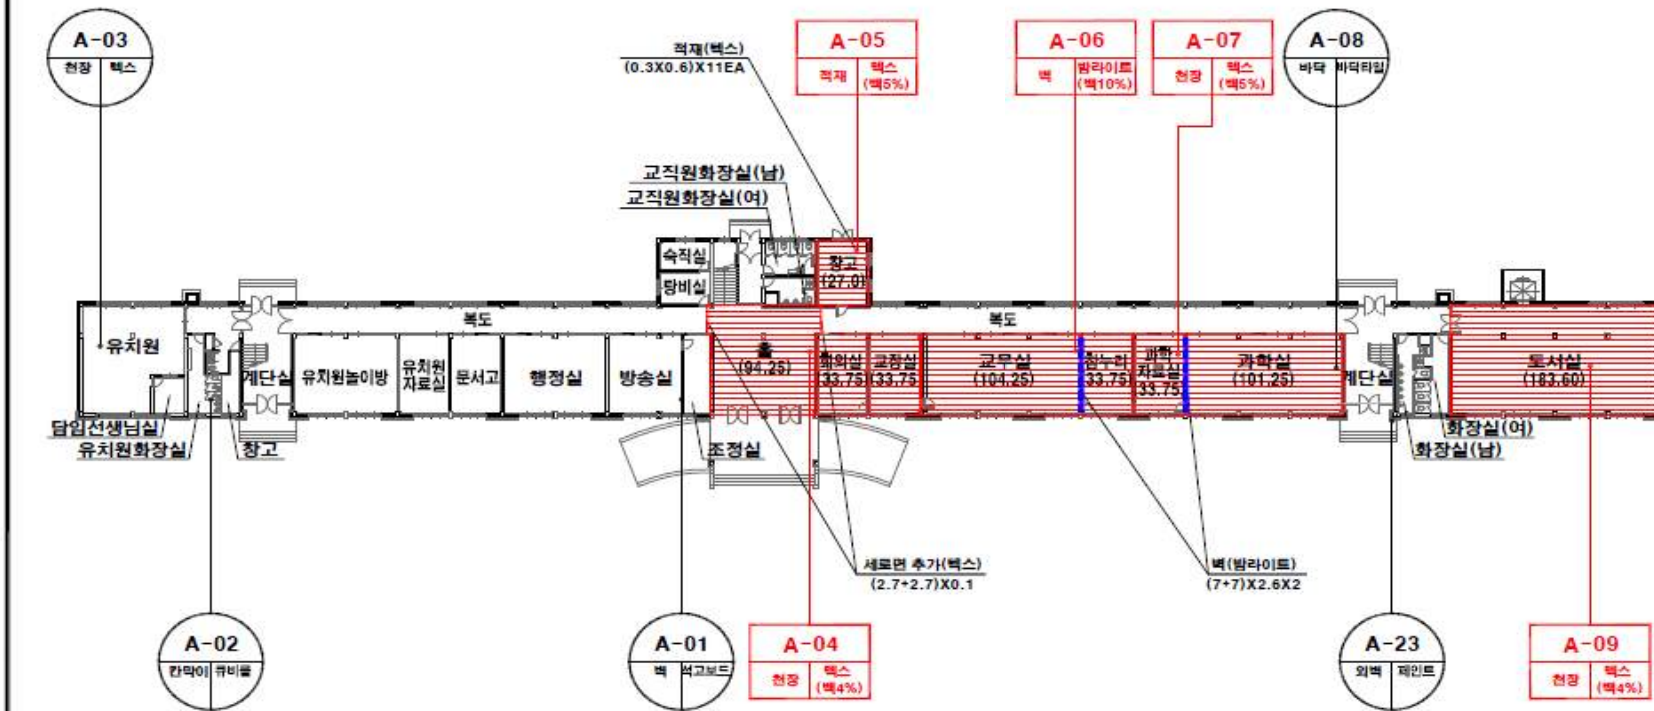 A-03
천장 텍스
적재(텍스)
(0.3X0.6)X11EA
A-05
적재 텍스
(백5%)
A-06
벽 밤라이트
(백10%)
A-07
천장 텍스
(백5%)
A-08
바닥 바닥타일
교직원화장실(남)
교직원화장실(여)
숙직실
당비실
창고
(27.0)
복도
복도
유치원
계단실
유치원놀이방
유치원
자료실
문서고
행정실
방송실
홀
(94.25)
회의실
(33.75)
교장실
(33.75)
교무실
(104.25)
참누리
(33.75)
과학
자료실
33.75
과학실
(101.25)
계단실
도서실
(183.60)
담임선생님실
유치원화장실
창고
조정실
화장실(여)
화장실(남)
세로면 추가(텍스)
(2.7+2.7)X0.1
벽(밤라이트)
(7+7)X2.6X2
A-02
칸막이 큐비클
A-01
벽 석고보드
A-04
천장 텍스
(백4%)
A-23
외벽 페인트
A-09
천장 텍스
(백4%)